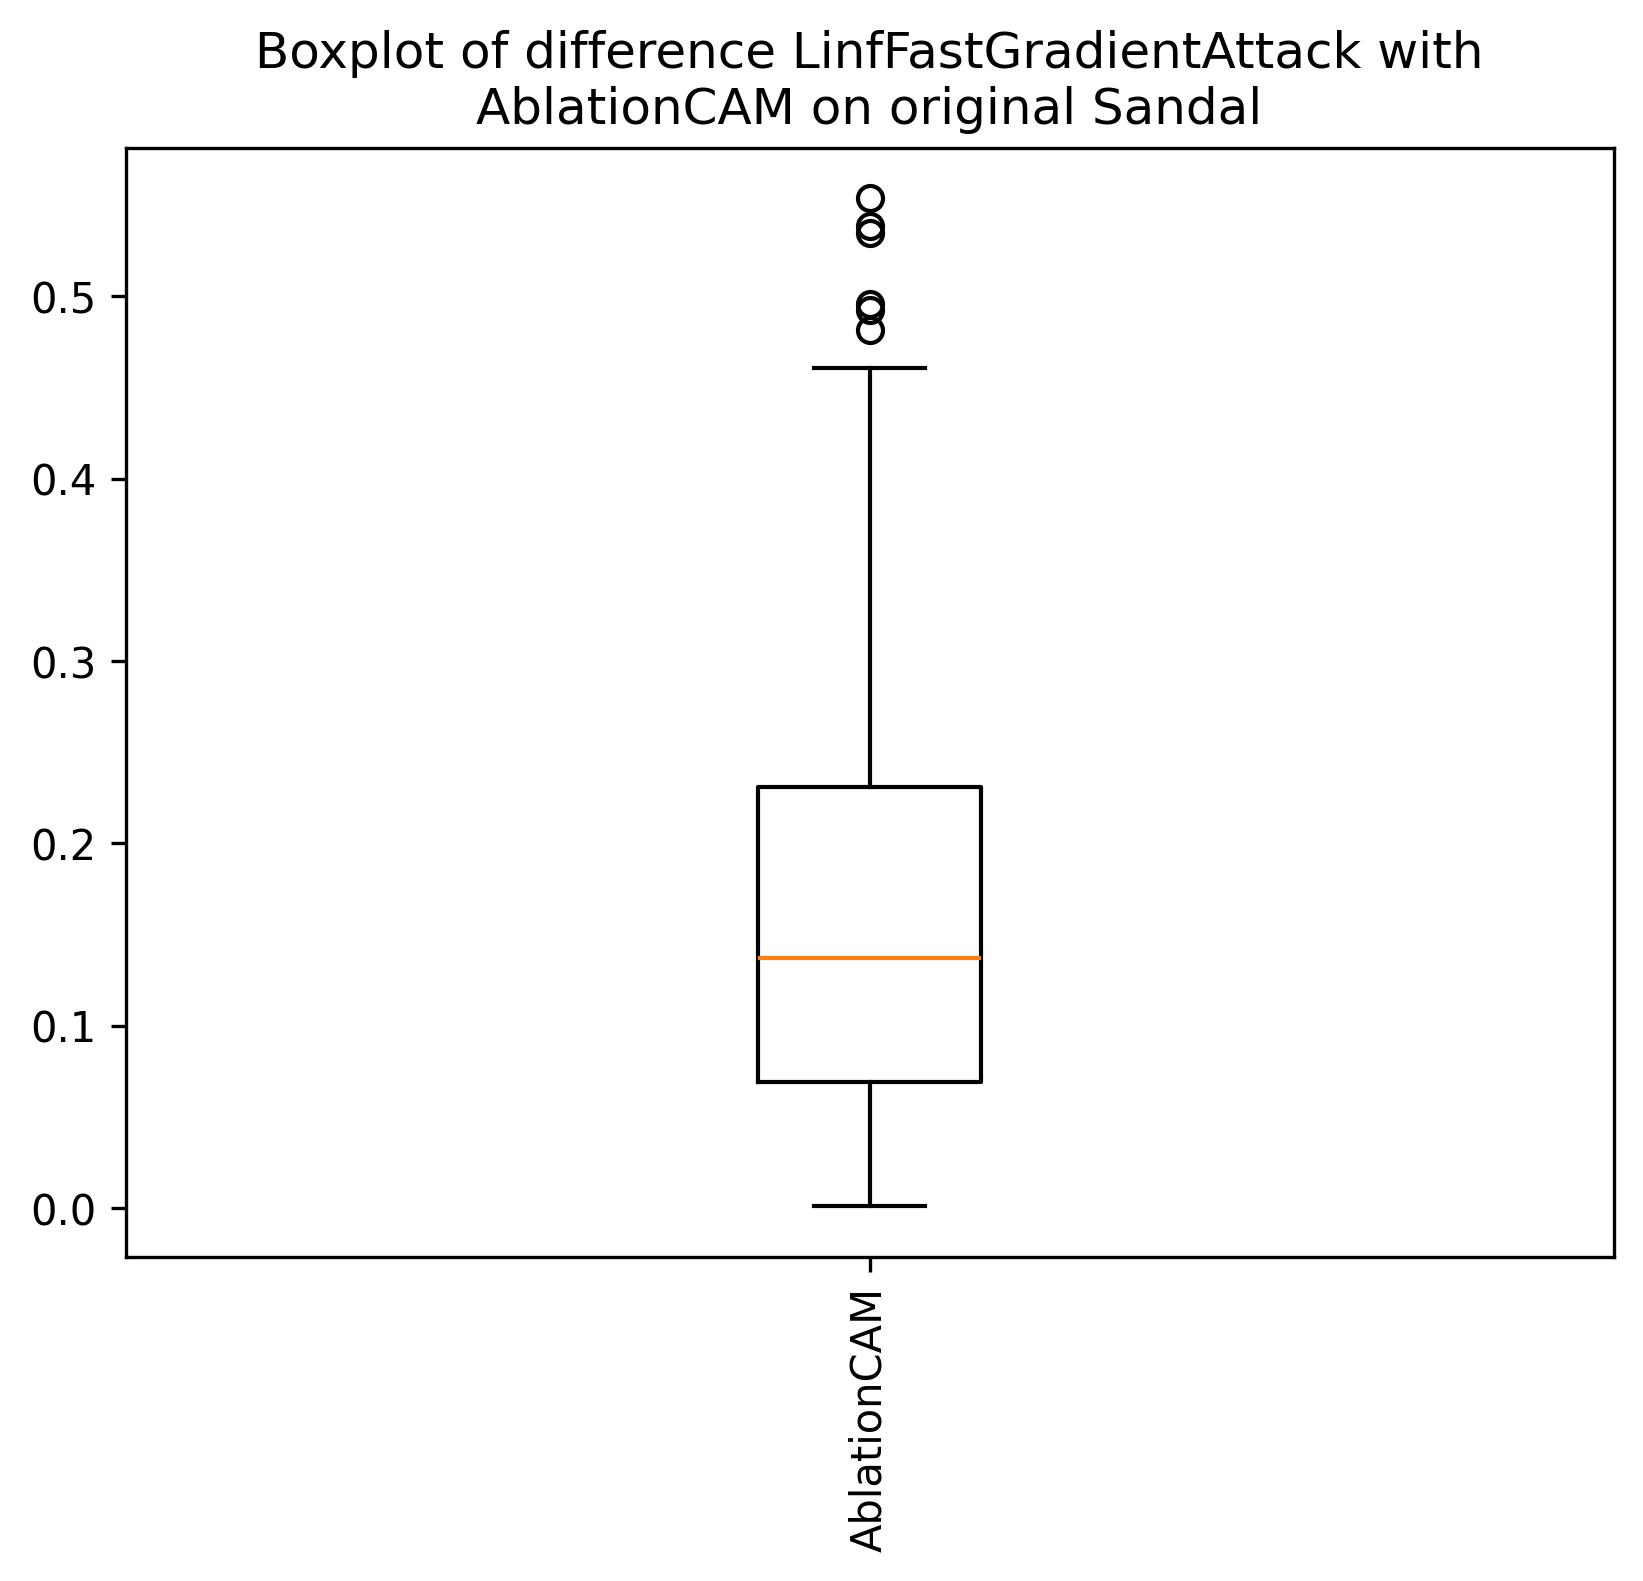 Boxplot of difference LinfFastGradientAttack with
AblationCAM on original Sandal
0.5
0.4
0.3
0.2
0.1
0.0
AblationCAM